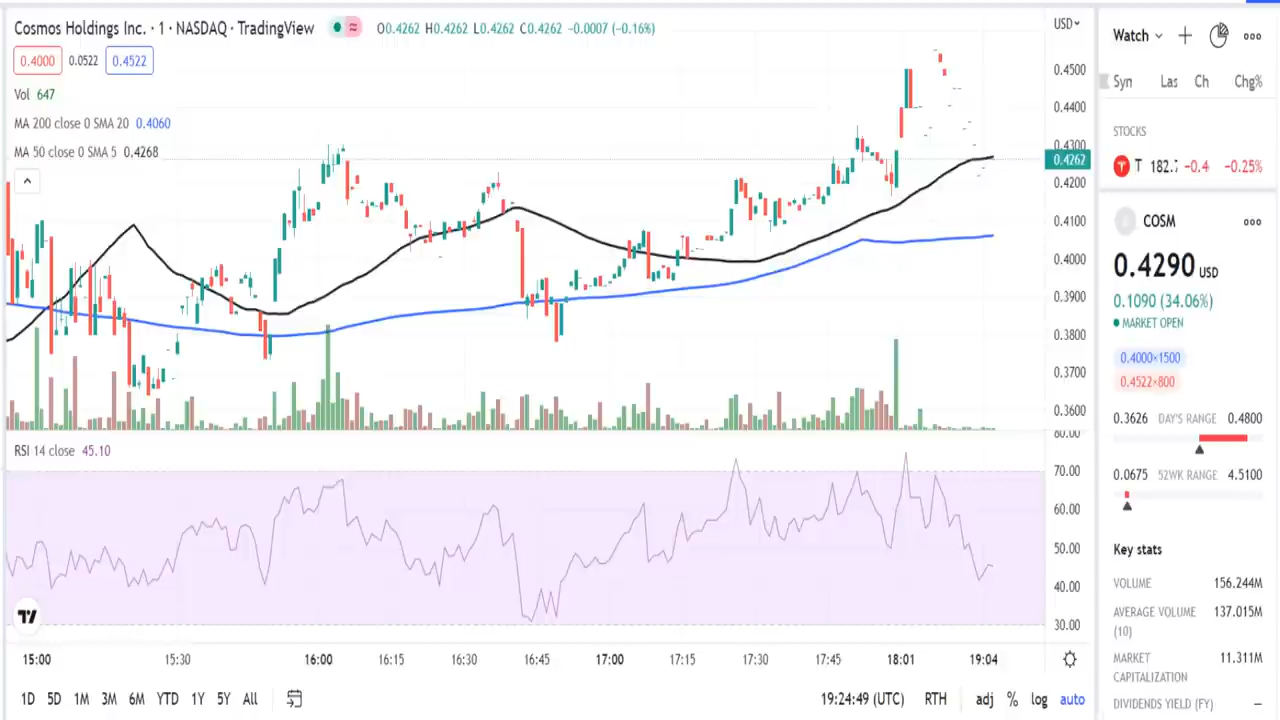 Cosmos Holdings Inc. · 1 · NASDAQ · TradingView
O0.4262 H0.4262 L0.4262 C0.4262 −0.0007 (−0.16%)
0.4000 0.0522 0.4522
Vol 647
MA 200 close 0 SMA 20 0.4060
MA 50 close 0 SMA 5 0.4268
USD
0.4500
0.4400
0.4300
0.4262
0.4200
0.4100
0.4000
0.3900
0.3800
0.3700
0.3600
80.00
RSI 14 close 45.10
70.00
60.00
50.00
40.00
30.00
15:00 15:30 16:00 16:15 16:30 16:45 17:00 17:15 17:30 17:45 18:01 19:04
1D 5D 1M 3M 6M YTD 1Y 5Y All 19:24:49 (UTC) RTH adj % log auto
Watch
Syn Las Ch Chg%
STOCKS
T 182.7 −0.4 −0.25%
COSM
0.4290 USD
0.1090 (34.06%)
MARKET OPEN
0.4000×1500
0.4522×800
0.3626 DAY'S RANGE 0.4800
0.0675 52WK RANGE 4.5100
Key stats
VOLUME 156.244M
AVERAGE VOLUME 137.015M
(10)
MARKET 11.311M
CAPITALIZATION
DIVIDENDS YIELD (FY) —